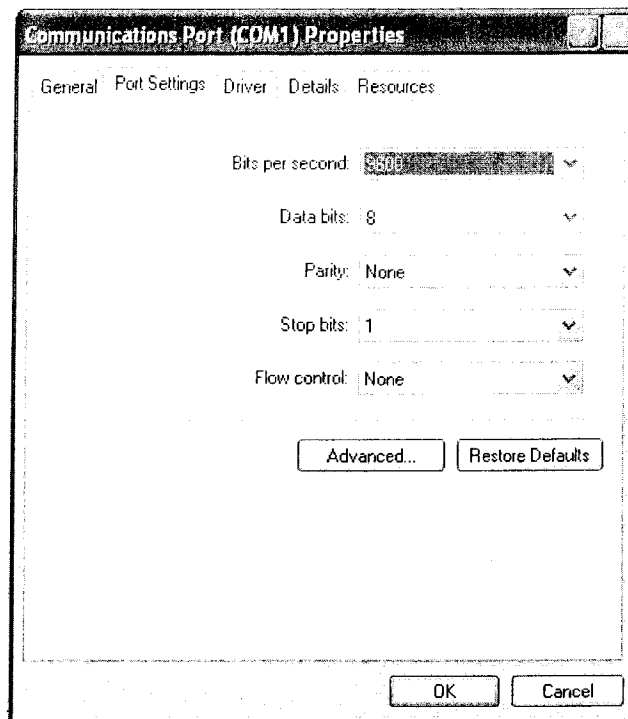 Communications Port (COM1) Properties
General Port Settings Driver Details Resources
Bits per second: 9600
Data bits: 8
Parity: None
Stop bits: 1
Flow control: None
Advanced... Restore Defaults
OK Cancel